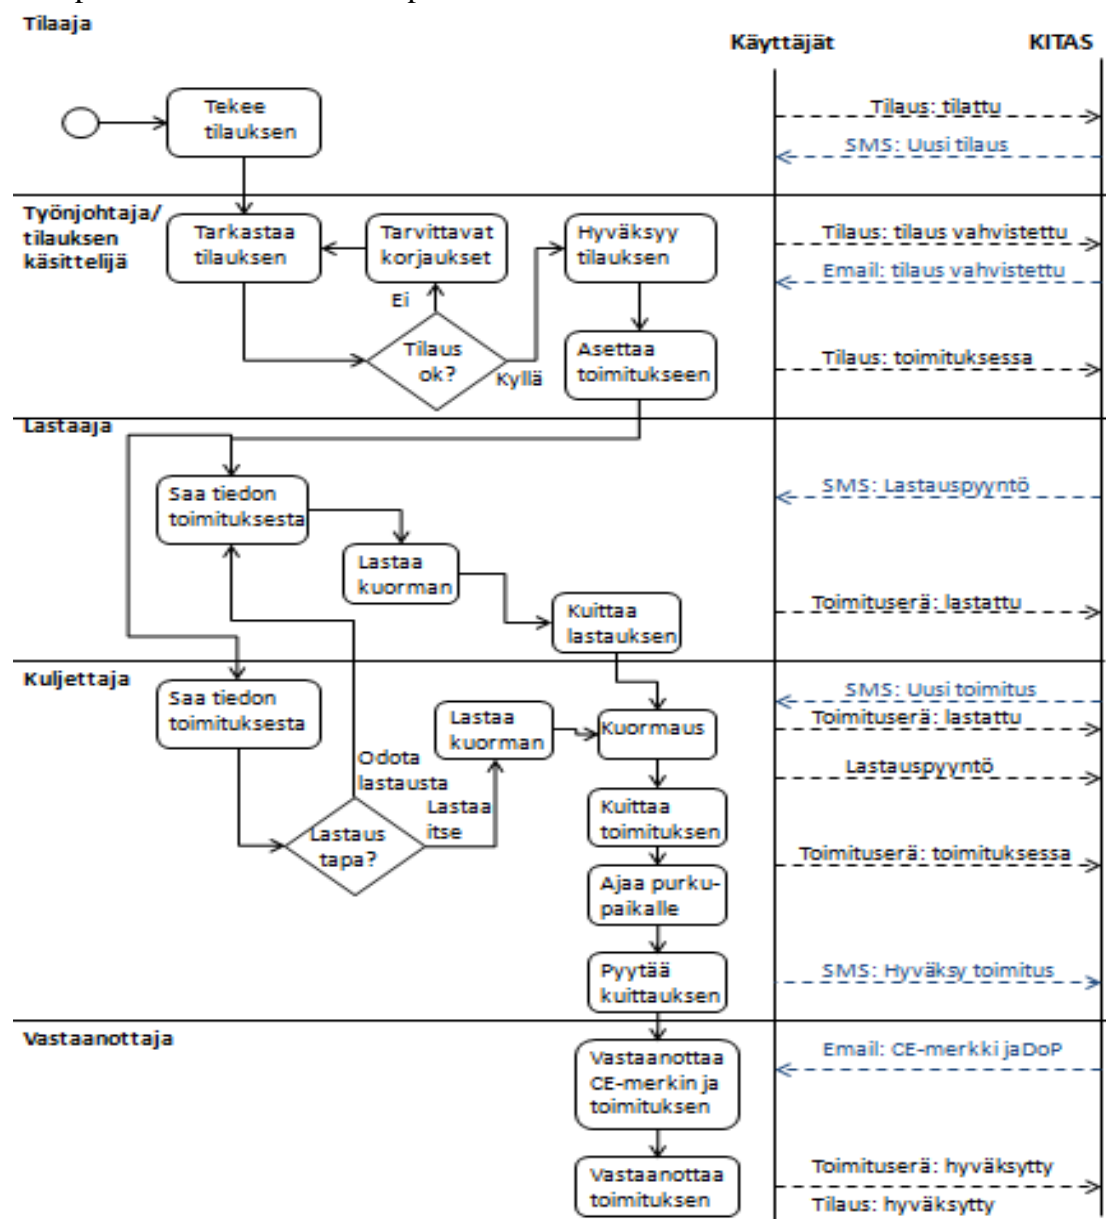 Tilaaja
Käyttäjät
KITAS
Tekee
tilauksen
Tilaus: tilattu
SMS: Uusi tilaus
Työnjohtaja/
tilauksen
käsittelijä
Tarkastaa
tilauksen
Tarvittavat
korjaukset
Hyväksyy
tilauksen
Tilaus: tilaus vahvistettu
Email: tilaus vahvistettu
Ei
Tilaus
ok?
Kyllä
Asettaa
toimitukseen
Tilaus: toimituksessa
Lastaaja
Saa tiedon
toimituksesta
SMS: Lastauspyyntö
Lastaa
kuorman
Kuittaa
lastauksen
Toimituserä: lastattu
Kuljettaja
Saa tiedon
toimituksesta
Lastaa
kuorman
Kuormaus
SMS: Uusi toimitus
Toimituserä: lastattu
Odota
lastausta
Lastauspyyntö
Lastaa
itse
Lastaus
tapa?
Kuittaa
toimituksen
Toimituserä: toimituksessa
Ajaa purku-
paikalle
Pyytää
kuittauksen
SMS: Hyväksy toimitus
Vastaanottaja
Vastaanottaa
CE-merkin ja
toimituksen
Email: CE-merkki jaDoP
Vastaanottaa
toimituksen
Toimituserä: hyväksytty
Tilaus: hyväksytty